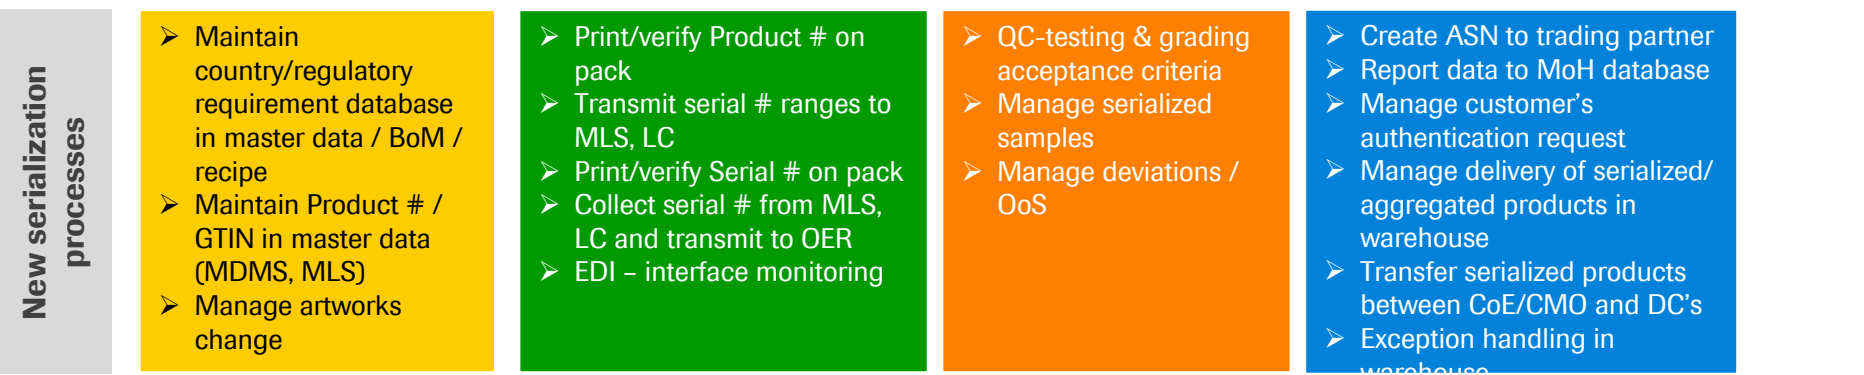 New serialization
processes
➢ Maintain
country/regulatory
requirement database
in master data / BoM /
recipe
➢ Maintain Product # /
GTIN in master data
(MDMS, MLS)
➢ Manage artworks
change
➢ Print/verify Product # on
pack
➢ Transmit serial # ranges to
MLS, LC
➢ Print/verify Serial # on pack
➢ Collect serial # from MLS,
LC and transmit to OER
➢ EDI – interface monitoring
➢ QC-testing & grading
acceptance criteria
➢ Manage serialized
samples
➢ Manage deviations /
OoS
➢ Create ASN to trading partner
➢ Report data to MoH database
➢ Manage customer’s
authentication request
➢ Manage delivery of serialized/
aggregated products in
warehouse
➢ Transfer serialized products
between CoE/CMO and DC’s
➢ Exception handling in
warehouse